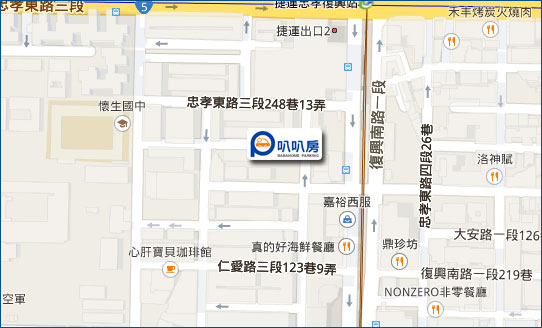 忠孝東路三段
5
捷運忠孝復興站
禾丰烤炭火燒肉
捷運出口2
懷生國中
忠孝東路三段248巷13弄
復興南路一段
叭叭房
BABAHOME PARKING
忠孝東路四段26巷
洛神賦
嘉裕西服
大安路一段126
鼎珍坊
真的好海鮮餐廳
心肝寶貝珈琲館
仁愛路三段123巷9弄
復興南路一段219巷
空軍
NONZERO非零餐廳